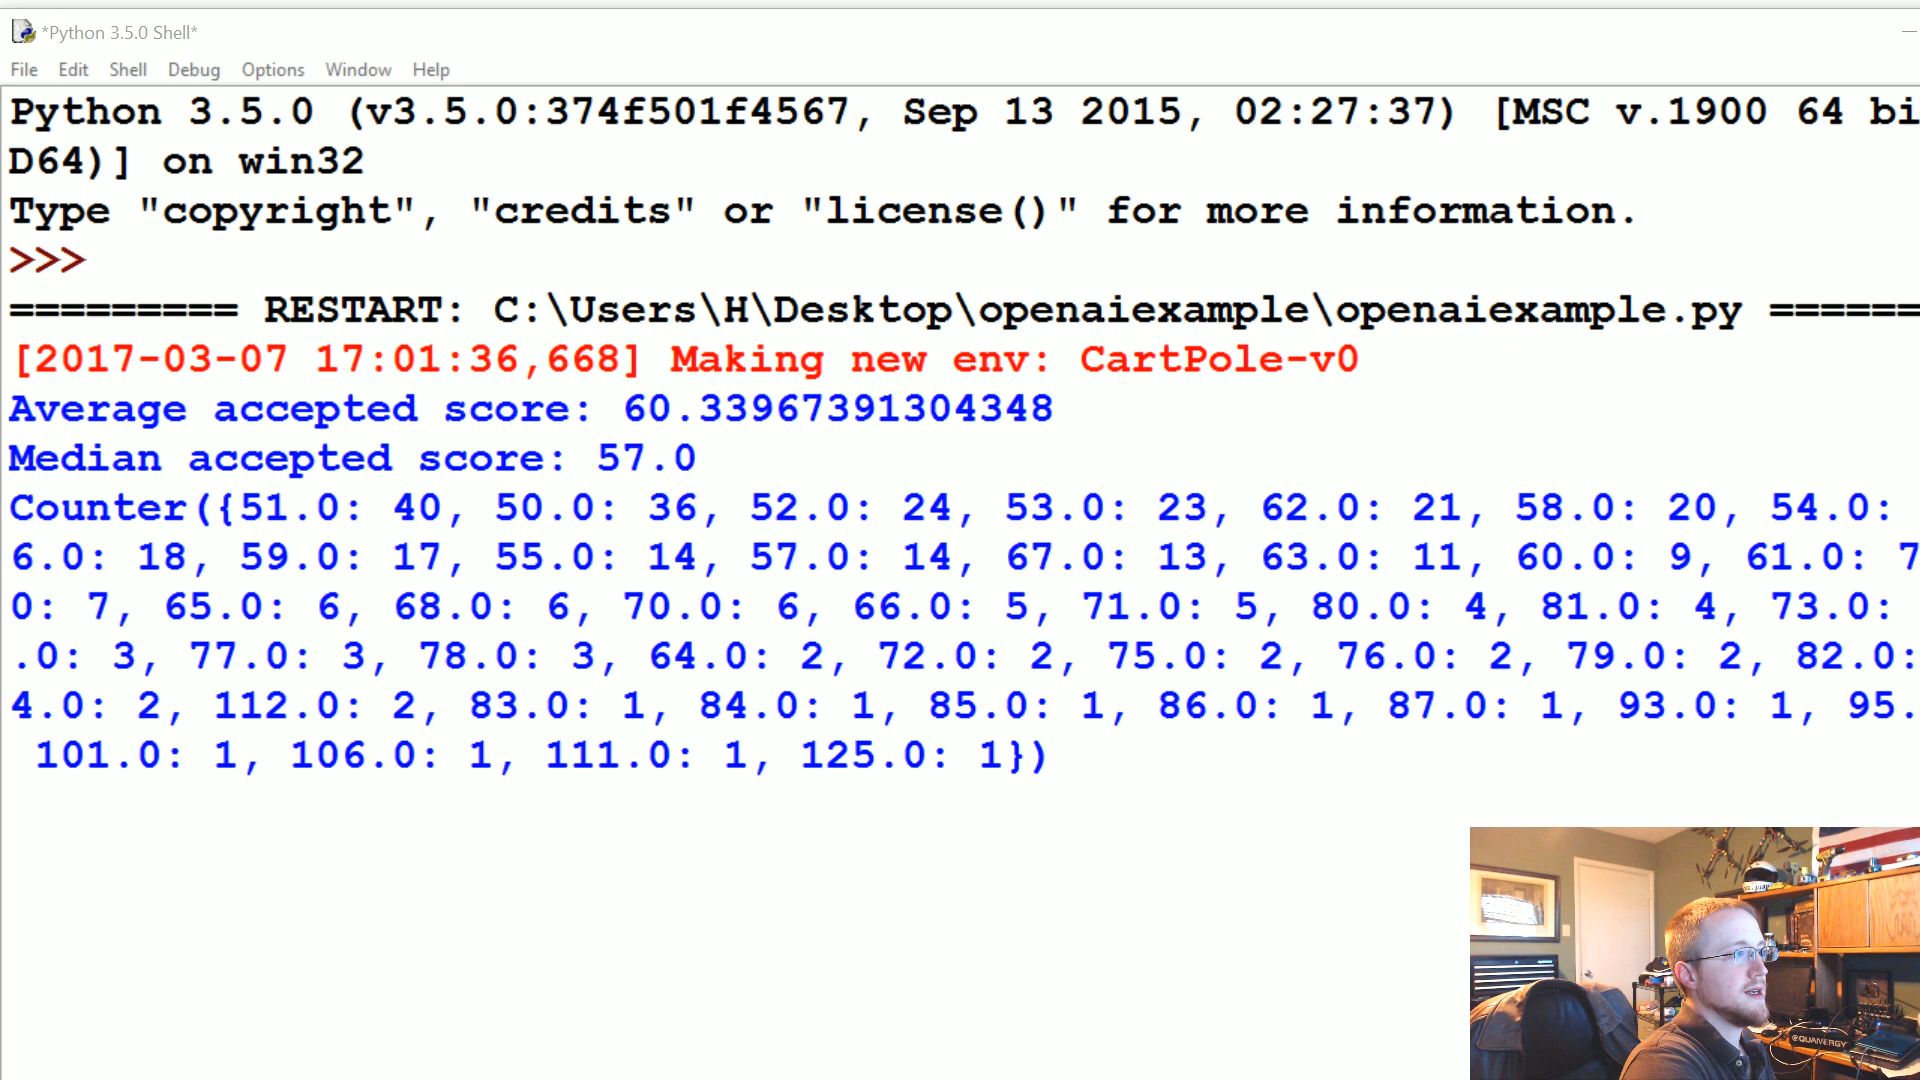 *Python 3.5.0 Shell*
File Edit Shell Debug Options Window Help
Python 3.5.0 (v3.5.0:374f501f4567, Sep 13 2015, 02:27:37) [MSC v.1900 64 bi
D64)] on win32
Type "copyright", "credits" or "license()" for more information.
>>>
========= RESTART: C:\Users\H\Desktop\openaiexample\openaiexample.py ======
[2017-03-07 17:01:36,668] Making new env: CartPole-v0
Average accepted score: 60.33967391304348
Median accepted score: 57.0
Counter({51.0: 40, 50.0: 36, 52.0: 24, 53.0: 23, 62.0: 21, 58.0: 20, 54.0:
6.0: 18, 59.0: 17, 55.0: 14, 57.0: 14, 67.0: 13, 63.0: 11, 60.0: 9, 61.0: 7
0: 7, 65.0: 6, 68.0: 6, 70.0: 6, 66.0: 5, 71.0: 5, 80.0: 4, 81.0: 4, 73.0:
.0: 3, 77.0: 3, 78.0: 3, 64.0: 2, 72.0: 2, 75.0: 2, 76.0: 2, 79.0: 2, 82.0:
4.0: 2, 112.0: 2, 83.0: 1, 84.0: 1, 85.0: 1, 86.0: 1, 87.0: 1, 93.0: 1, 95.
101.0: 1, 106.0: 1, 111.0: 1, 125.0: 1})
QUANERGY